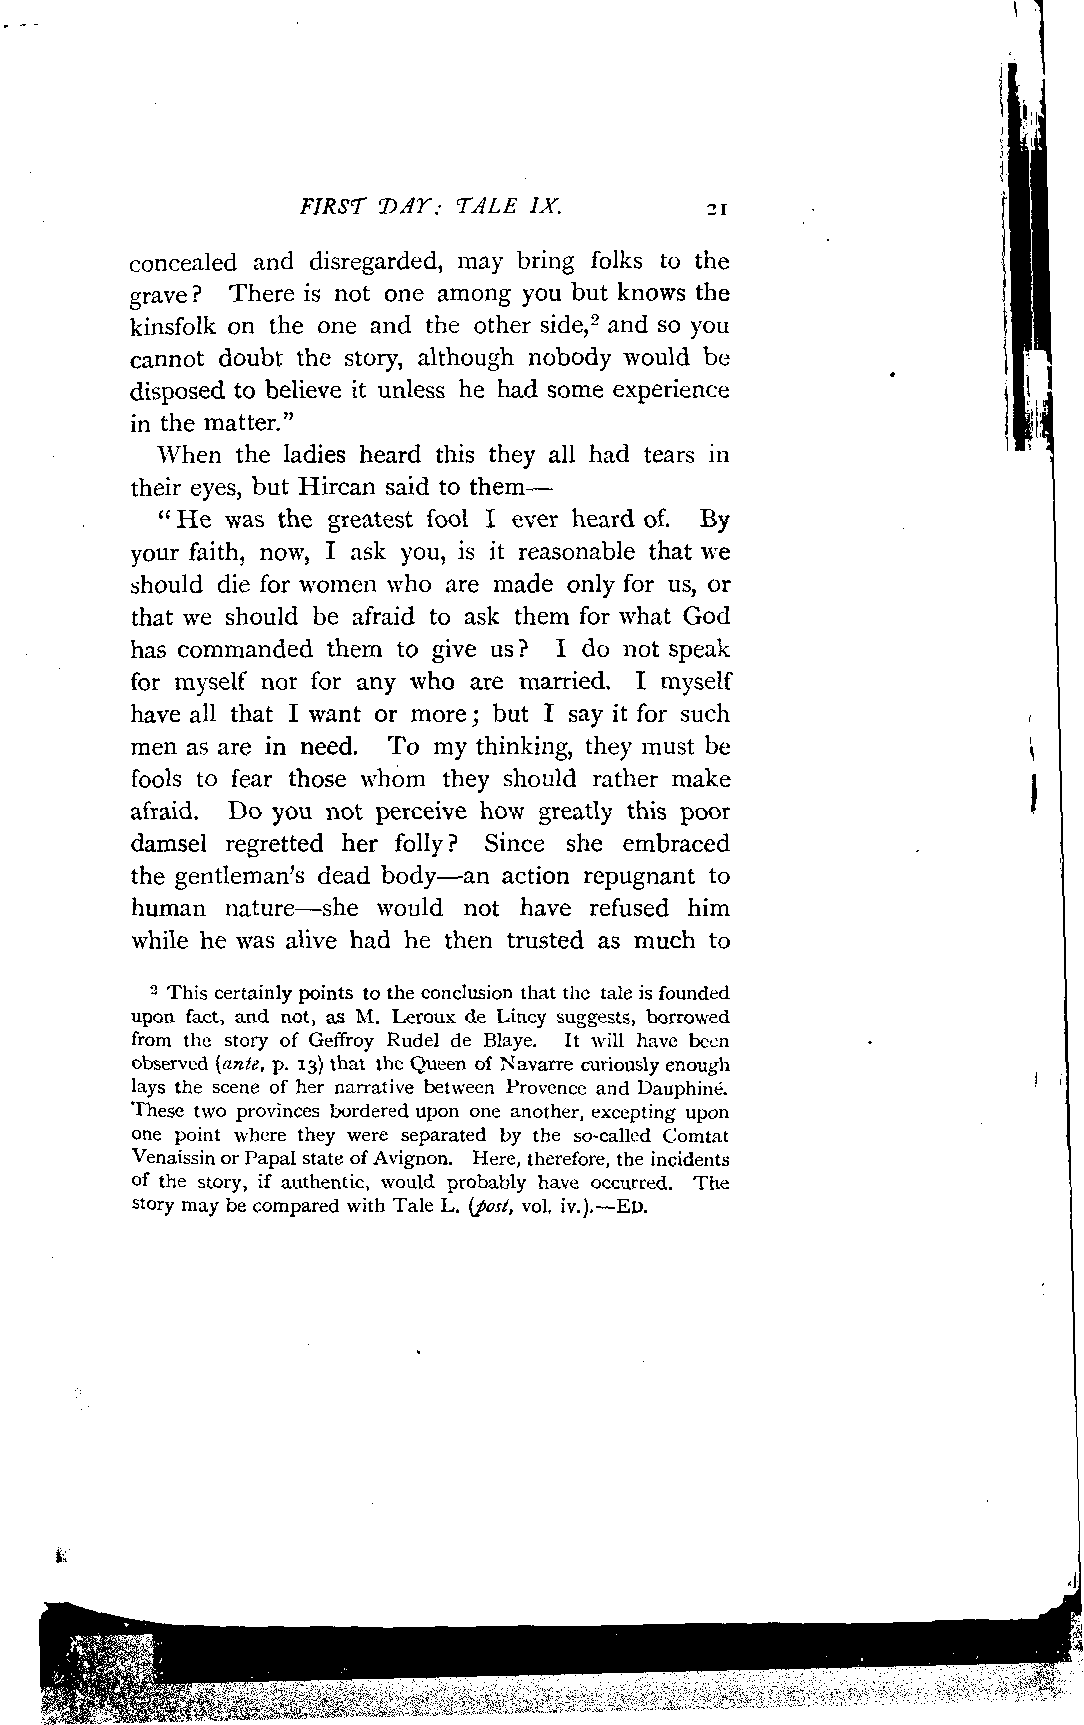 FIRST DAY: TALE IX. 21
concealed and disregarded, may bring folks to the
grave? There is not one among you but knows the
kinsfolk on the one and the other side,² and so you
cannot doubt the story, although nobody would be
disposed to believe it unless he had some experience
in the matter.”
When the ladies heard this they all had tears in
their eyes, but Hircan said to them—
“He was the greatest fool I ever heard of. By
your faith, now, I ask you, is it reasonable that we
should die for women who are made only for us, or
that we should be afraid to ask them for what God
has commanded them to give us? I do not speak
for myself nor for any who are married. I myself
have all that I want or more; but I say it for such
men as are in need. To my thinking, they must be
fools to fear those whom they should rather make
afraid. Do you not perceive how greatly this poor
damsel regretted her folly? Since she embraced
the gentleman's dead body—an action repugnant to
human nature—she would not have refused him
while he was alive had he then trusted as much to
² This certainly points to the conclusion that the tale is founded
upon fact, and not, as M. Leroux de Lincy suggests, borrowed
from the story of Geffroy Rudel de Blaye. It will have been
observed (ante, p. 13) that the Queen of Navarre curiously enough
lays the scene of her narrative between Provence and Dauphiné.
These two provinces bordered upon one another, excepting upon
one point where they were separated by the so-called Comtat
Venaissin or Papal state of Avignon. Here, therefore, the incidents
of the story, if authentic, would probably have occurred. The
story may be compared with Tale L. (post, vol. iv.).—ED.